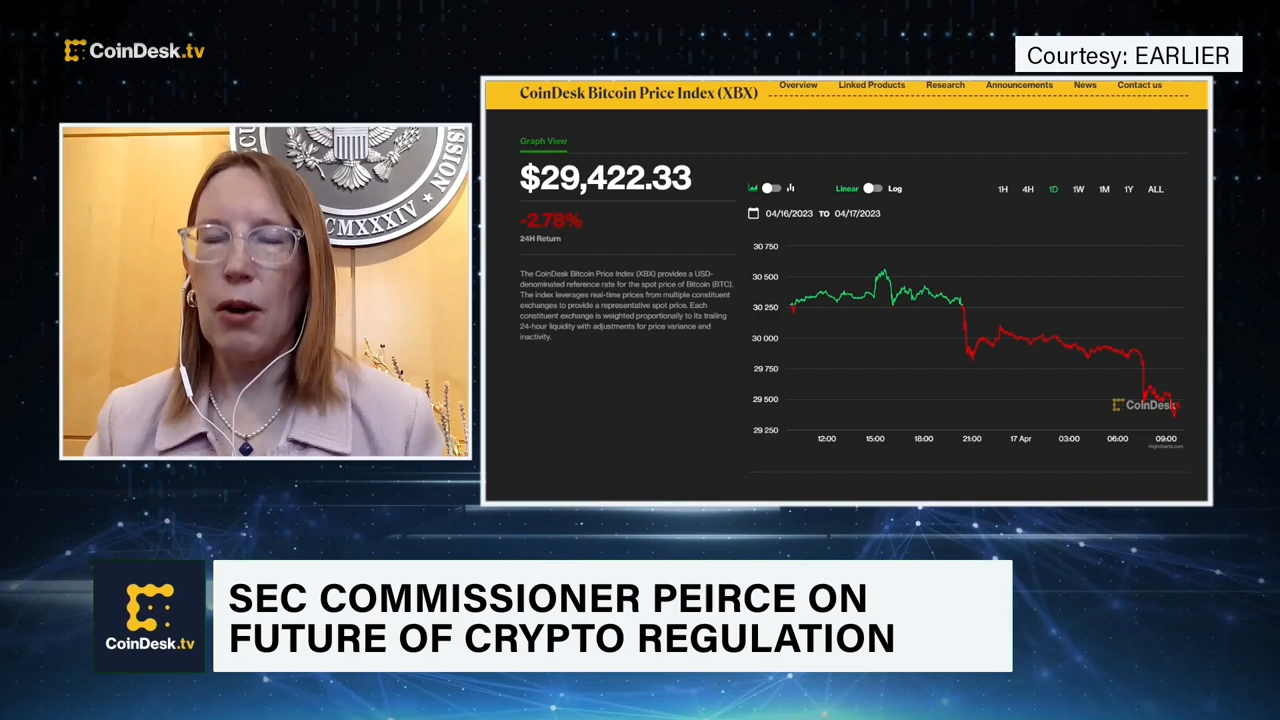 CoinDesk.tv
Courtesy: EARLIER
CoinDesk Bitcoin Price Index (XBX)
Overview Linked Products Research Announcements News Contact us
Graph View
$29,422.33
-2.78%
24H Return
The CoinDesk Bitcoin Price Index (XBX) provides a USD-
denominated reference rate for the spot price of Bitcoin (BTC).
The index leverages real-time prices from multiple constituent
exchanges to provide a representative spot price. Each
constituent exchange is weighted proportionally to its trailing
24-hour liquidity with adjustments for price variance and
inactivity.
Linear Log
1H 4H 1D 1W 1M 1Y ALL
04/16/2023 TO 04/17/2023
30 750
30 500
30 250
30 000
29 750
29 500
29 250
CoinDesk
12:00 15:00 18:00 21:00 17 Apr 03:00 06:00 09:00
Highcharts.com
CMXXXIV
SION
SEC COMMISSIONER PEIRCE ON
FUTURE OF CRYPTO REGULATION
CoinDesk.tv